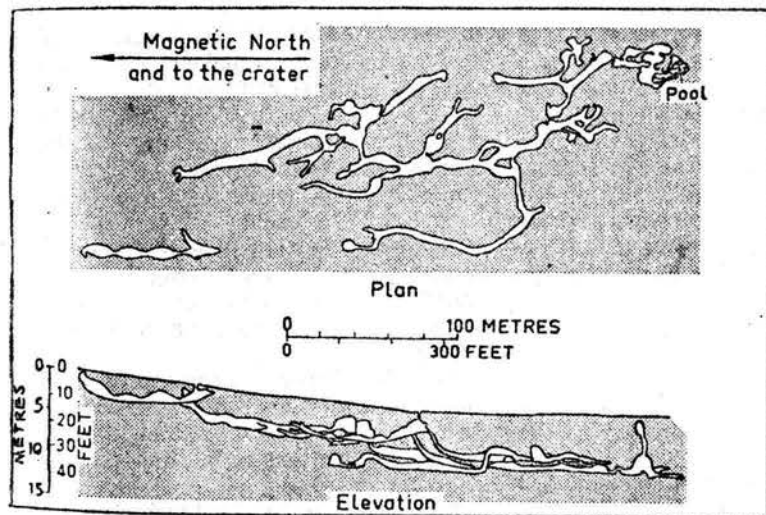 Magnetic North
and to the crater
Pool
Plan
0 100 METRES
0 300 FEET
0 0
10
5
20
30
10
40
15
METRES
FEET
Elevation